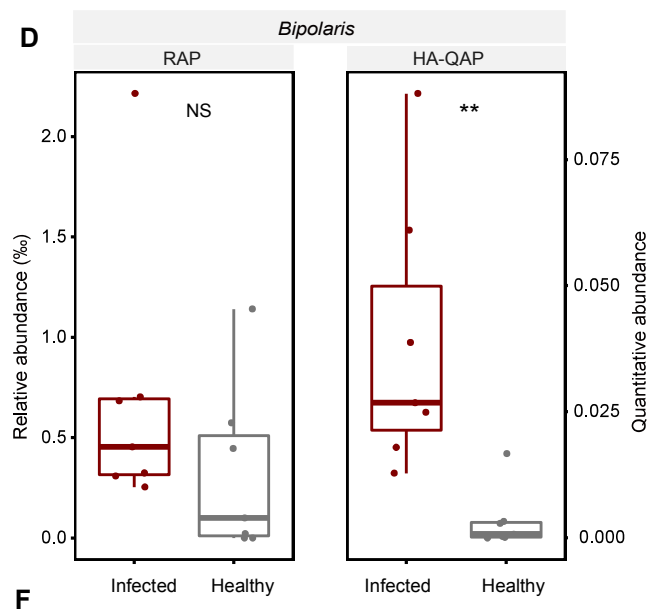 D
Bipolaris
RAP
HA-QAP
NS
**
2.0
1.5
1.0
0.5
0.0
Relative abundance (‰)
0.075
0.050
0.025
0.000
Quantitative abundance
Infected Healthy
Infected Healthy
F